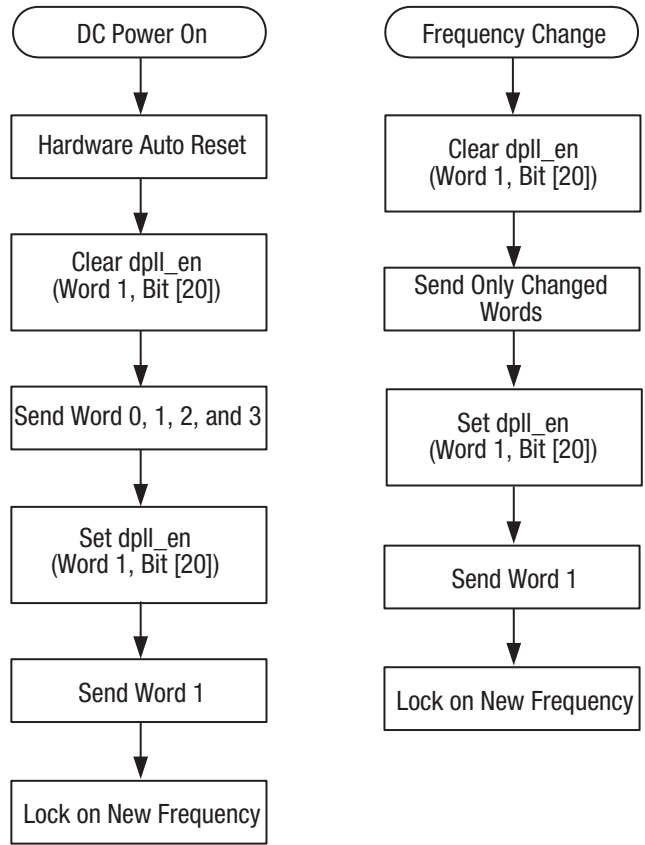 DC Power On
Hardware Auto Reset
Clear dpll_en
(Word 1, Bit [20])
Send Word 0, 1, 2, and 3
Set dpll_en
(Word 1, Bit [20])
Send Word 1
Lock on New Frequency
Frequency Change
Clear dpll_en
(Word 1, Bit [20])
Send Only Changed
Words
Set dpll_en
(Word 1, Bit [20])
Send Word 1
Lock on New Frequency